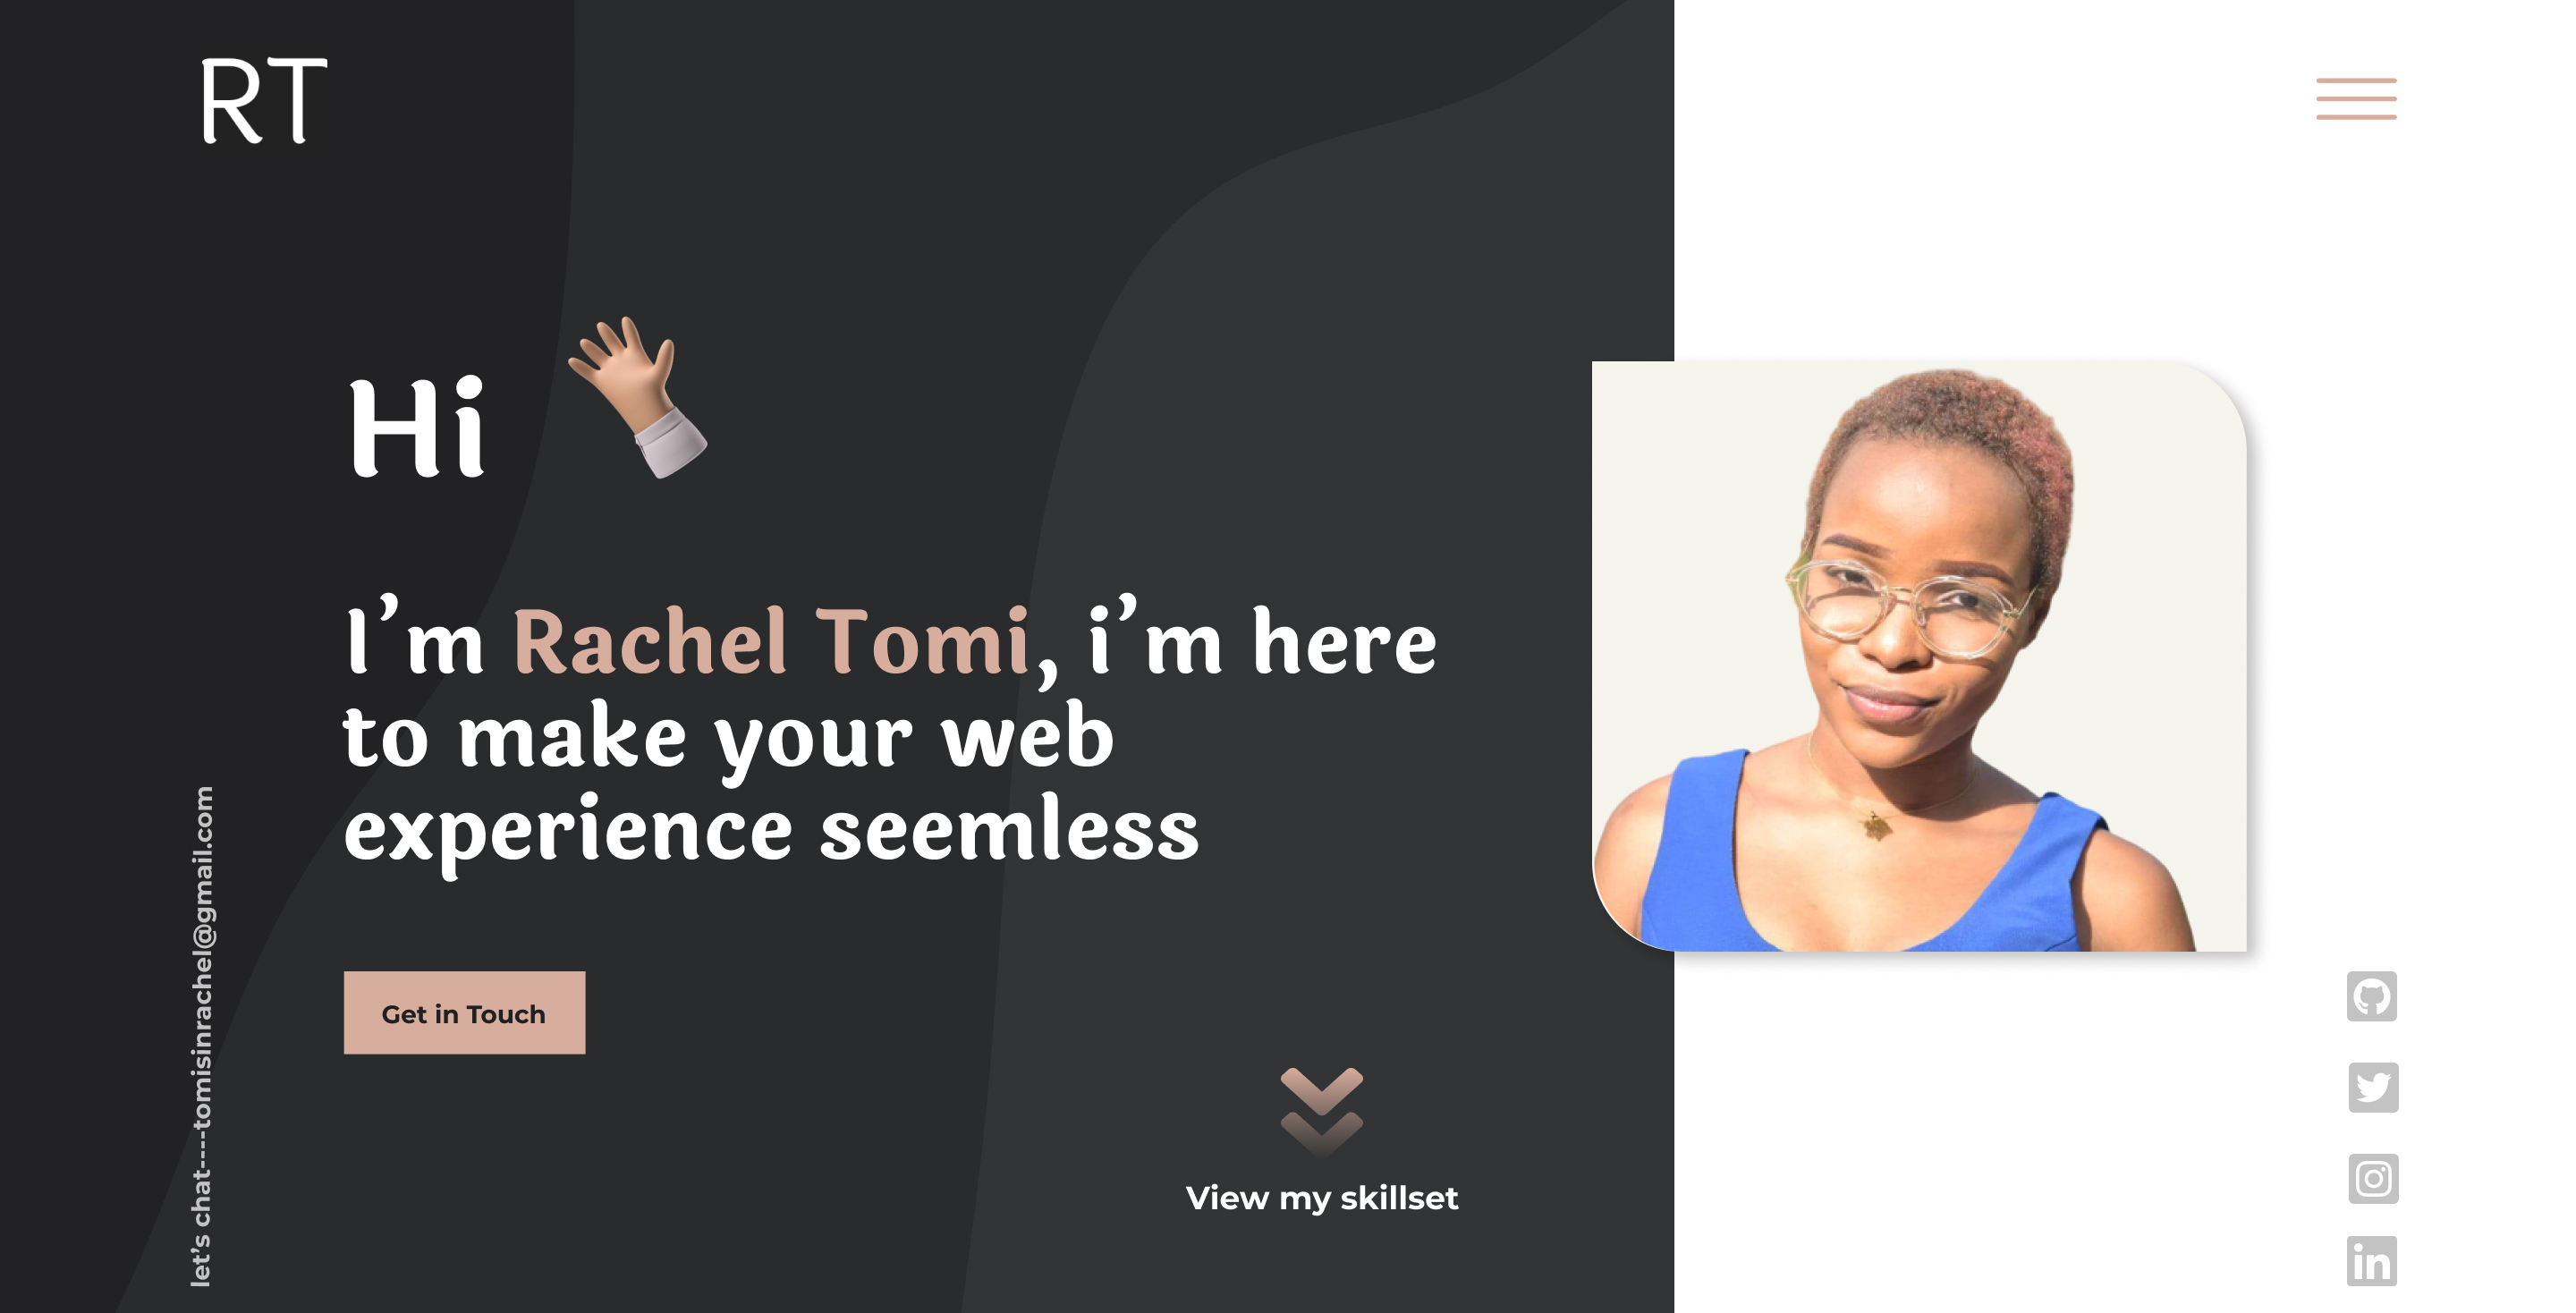 RT
Hi
I’m Rachel Tomi, i’m here
to make your web
experience seemless
Get in Touch
View my skillset
let's chat----tomisinrachel@gmail.com
in